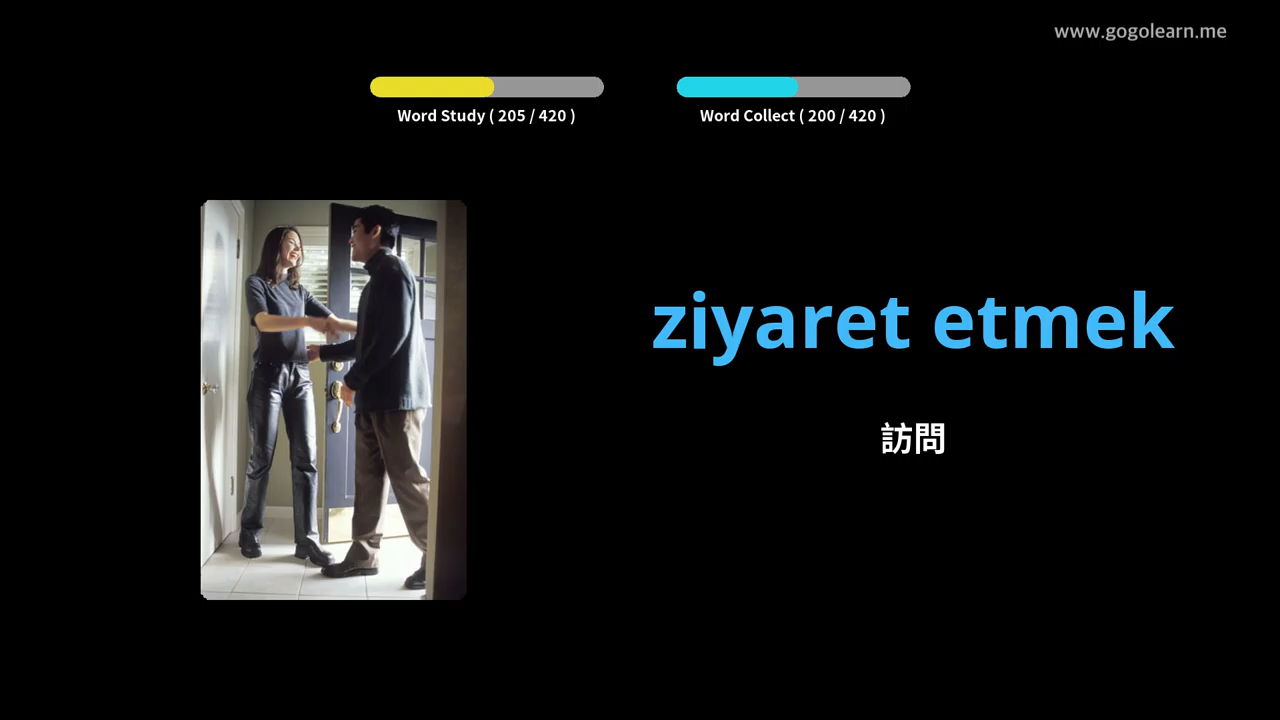 www.gogolearn.me
Word Study ( 205 / 420 )
Word Collect ( 200 / 420 )
ziyaret etmek
訪問